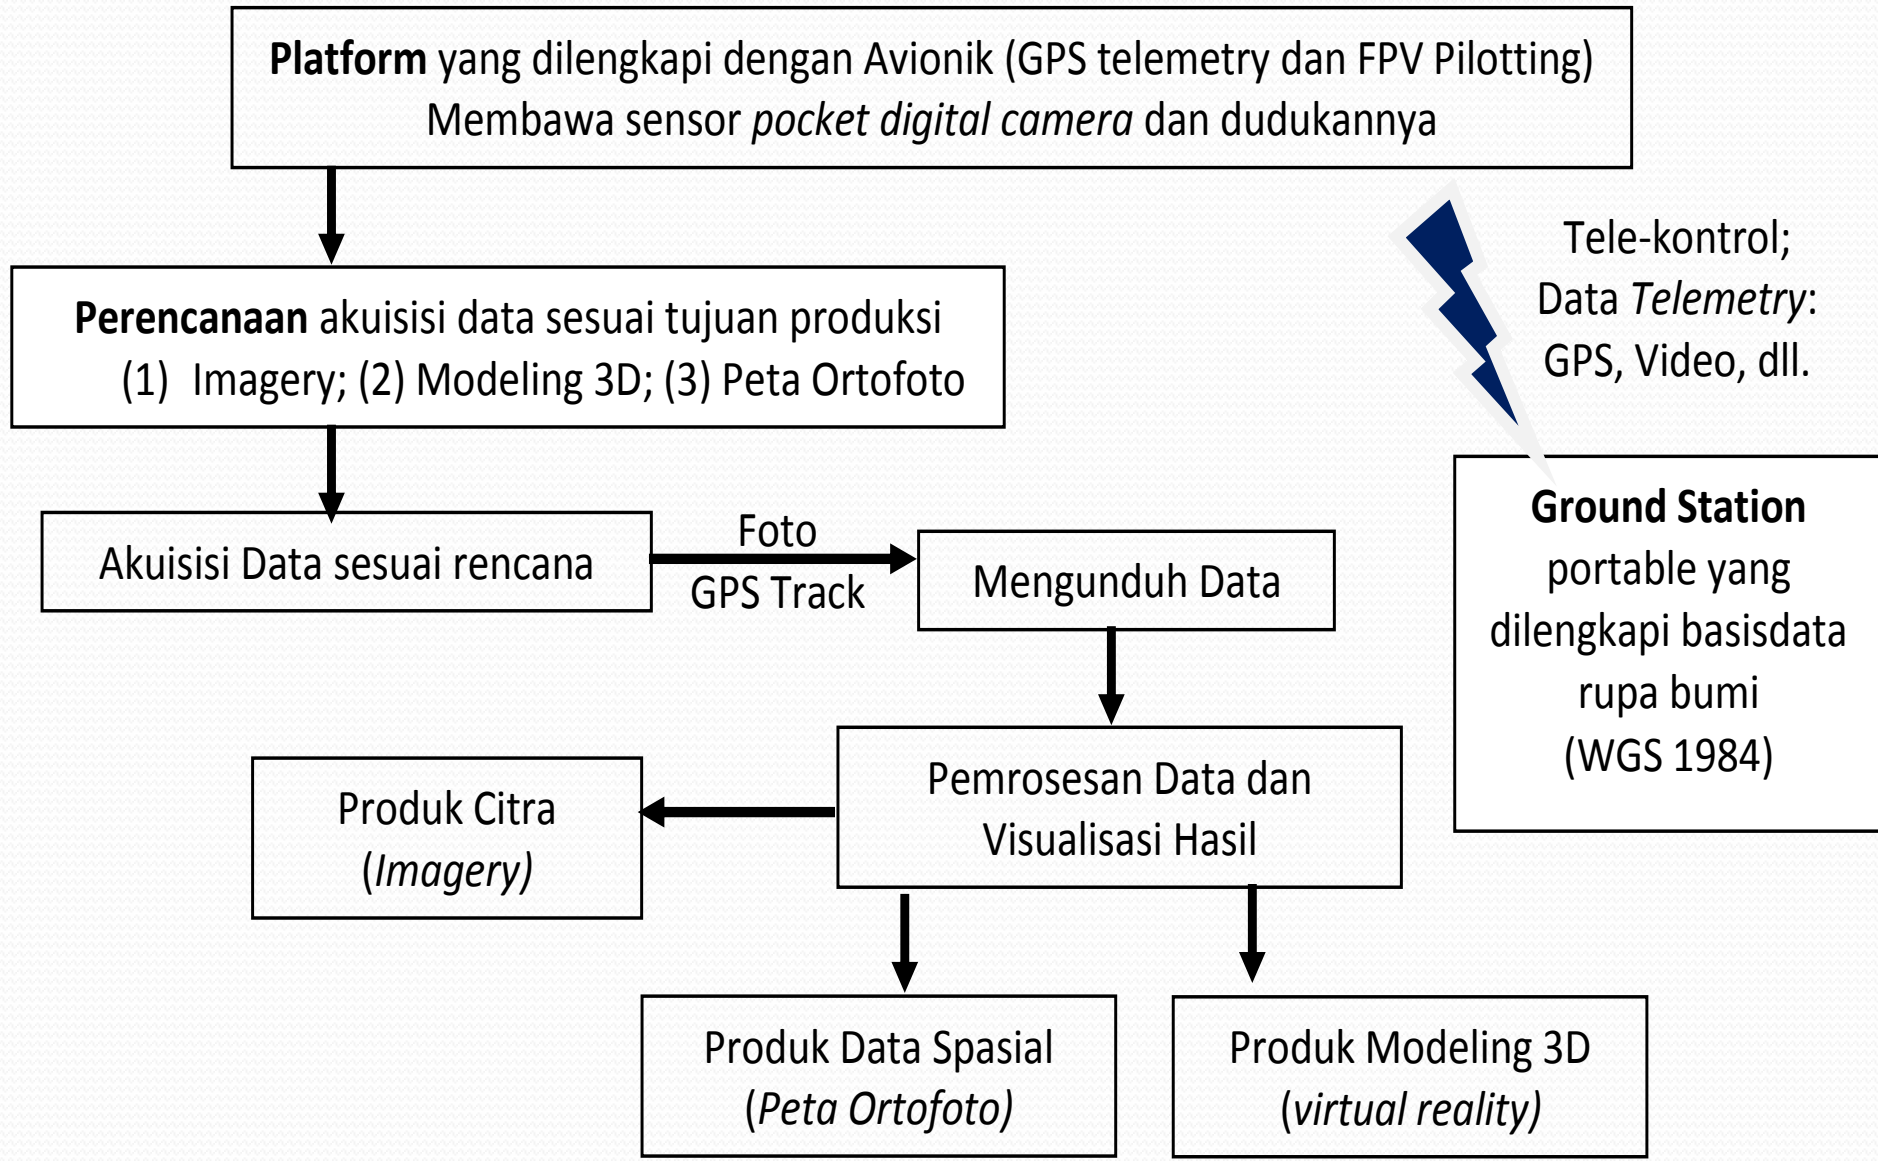 Platform yang dilengkapi dengan Avionik (GPS telemetry dan FPV Pilotting)
Membawa sensor pocket digital camera dan dudukannya
Tele-kontrol;
Data Telemetry:
GPS, Video, dll.
Perencanaan akuisisi data sesuai tujuan produksi
(1) Imagery; (2) Modeling 3D; (3) Peta Ortofoto
Akuisisi Data sesuai rencana
Foto
GPS Track
Mengunduh Data
Ground Station
portable yang
dilengkapi basisdata
rupa bumi
(WGS 1984)
Pemrosesan Data dan
Visualisasi Hasil
Produk Citra
(Imagery)
Produk Data Spasial
(Peta Ortofoto)
Produk Modeling 3D
(virtual reality)